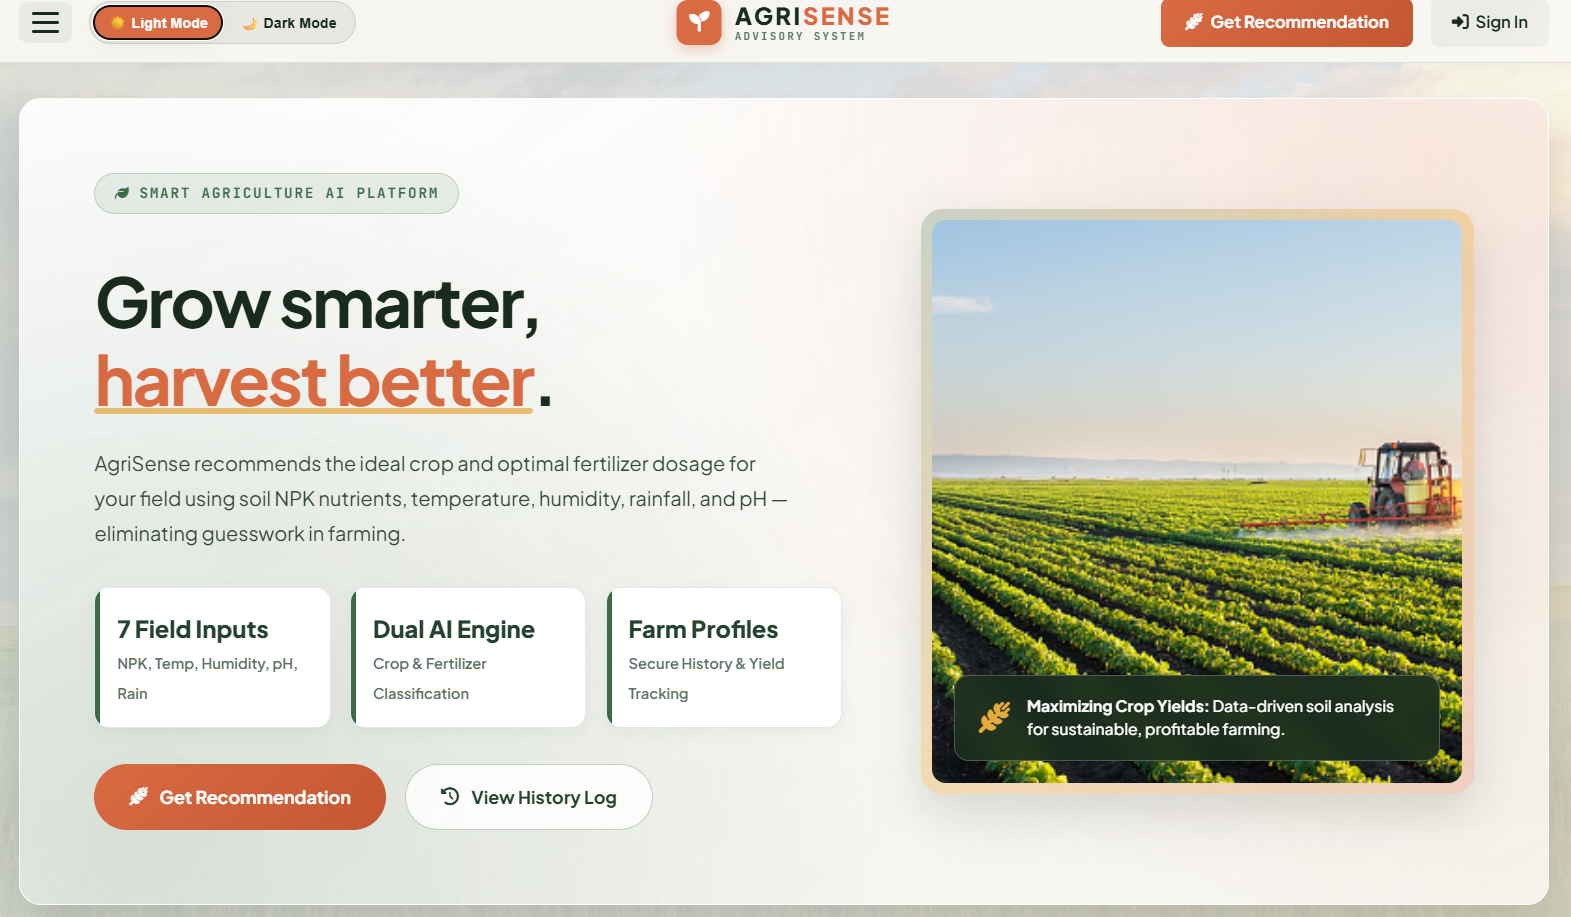 Light Mode
Dark Mode
AGRISENSE
ADVISORY SYSTEM
Get Recommendation
Sign In
SMART AGRICULTURE AI PLATFORM
Grow smarter,
harvest better.
AgriSense recommends the ideal crop and optimal fertilizer dosage for
your field using soil NPK nutrients, temperature, humidity, rainfall, and pH —
eliminating guesswork in farming.
7 Field Inputs
NPK, Temp, Humidity, pH,
Rain
Dual AI Engine
Crop & Fertilizer
Classification
Farm Profiles
Secure History & Yield
Tracking
Get Recommendation
View History Log
Maximizing Crop Yields: Data-driven soil analysis
for sustainable, profitable farming.